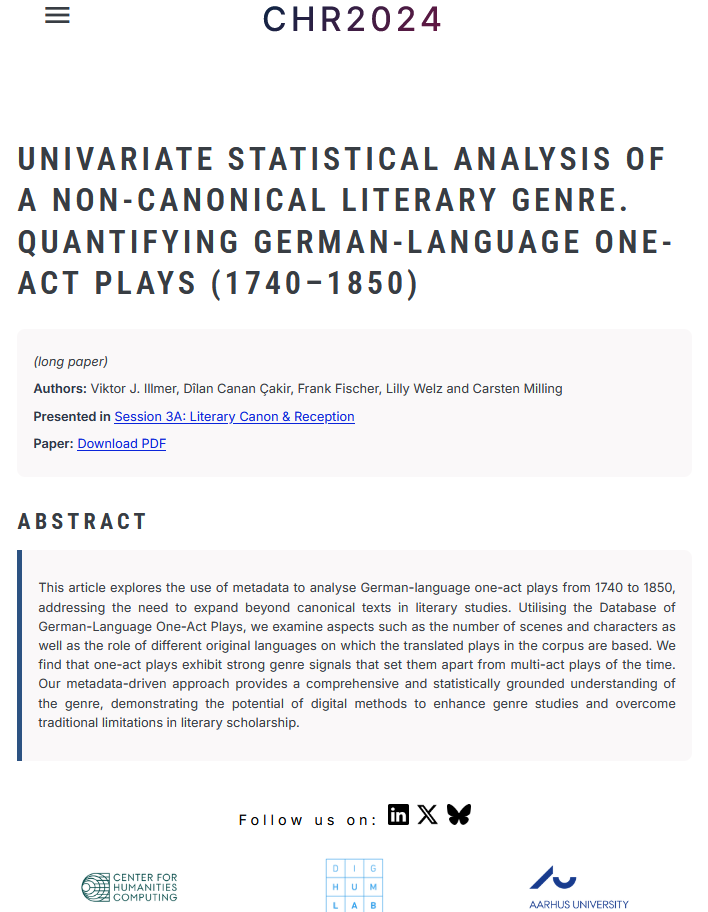 CHR2024
UNIVARIATE STATISTICAL ANALYSIS OF
A NON-CANONICAL LITERARY GENRE.
QUANTIFYING GERMAN-LANGUAGE ONE-
ACT PLAYS (1740–1850)
(long paper)
Authors: Viktor J. Illmer, Dîlan Canan Çakir, Frank Fischer, Lilly Welz and Carsten Milling
Presented in Session 3A: Literary Canon & Reception
Paper: Download PDF
ABSTRACT
This article explores the use of metadata to analyse German-language one-act plays from 1740 to 1850,
addressing the need to expand beyond canonical texts in literary studies. Utilising the Database of
German-Language One-Act Plays, we examine aspects such as the number of scenes and characters as
well as the role of different original languages on which the translated plays in the corpus are based. We
find that one-act plays exhibit strong genre signals that set them apart from multi-act plays of the time.
Our metadata-driven approach provides a comprehensive and statistically grounded understanding of
the genre, demonstrating the potential of digital methods to enhance genre studies and overcome
traditional limitations in literary scholarship.
Follow us on:
CENTER FOR
HUMANITIES
COMPUTING
DIG
HUM
LAB
AARHUS UNIVERSITY